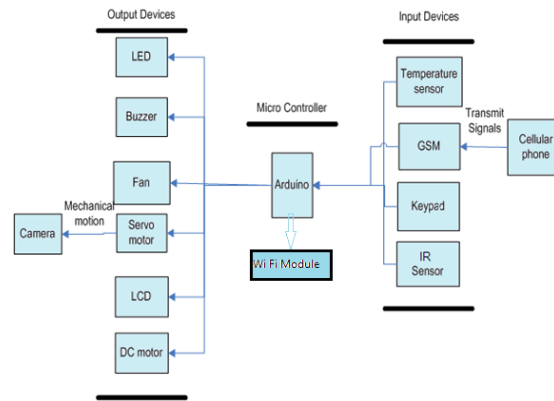 Output Devices
Input Devices
LED
Temperature
sensor
Buzzer
Micro Controller
Transmit
Signals
GSM
Cellular
phone
Fan
Arduino
Mechanical
motion
Keypad
Camera
Servo
motor
Wi Fi Module
IR
Sensor
LCD
DC motor